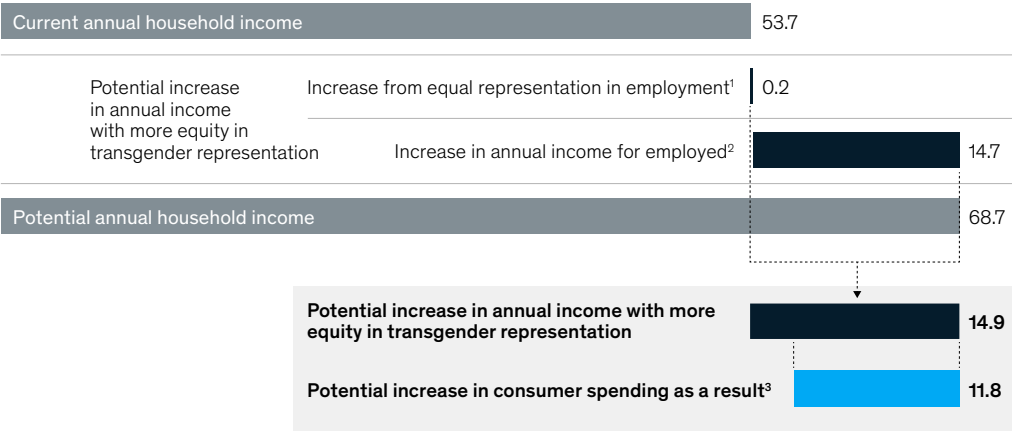 Current annual household income
53.7
Potential increase
in annual income
with more equity in
transgender representation
Increase from equal representation in employment¹
0.2
Increase in annual income for employed²
14.7
Potential annual household income
68.7
Potential increase in annual income with more
equity in transgender representation
14.9
Potential increase in consumer spending as a result³
11.8